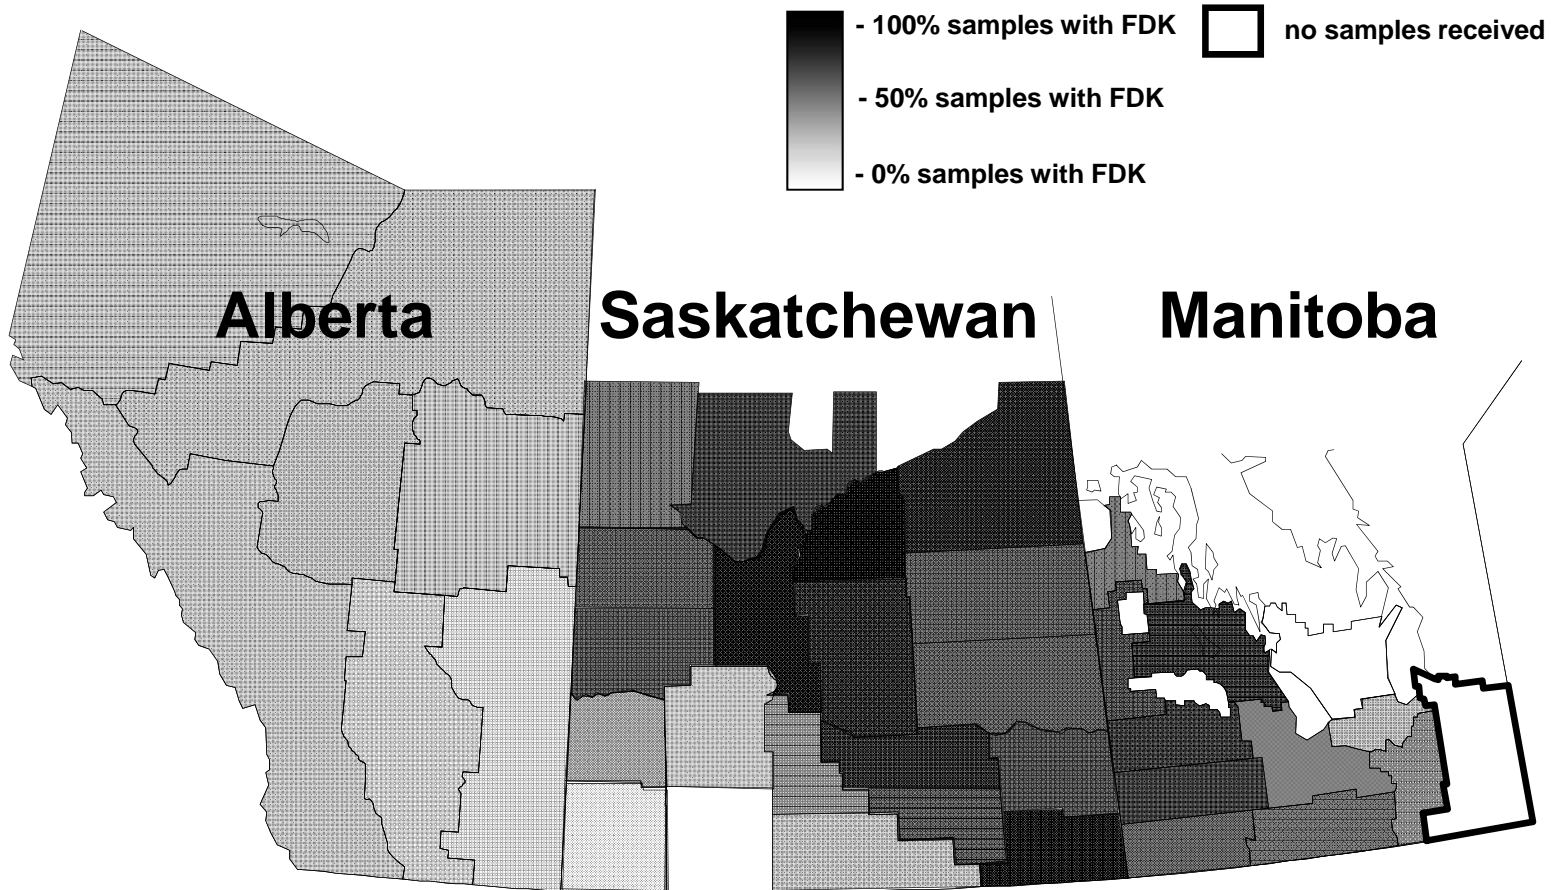 - 100% samples with FDK
no samples received
- 50% samples with FDK
- 0% samples with FDK
Alberta
Saskatchewan
Manitoba